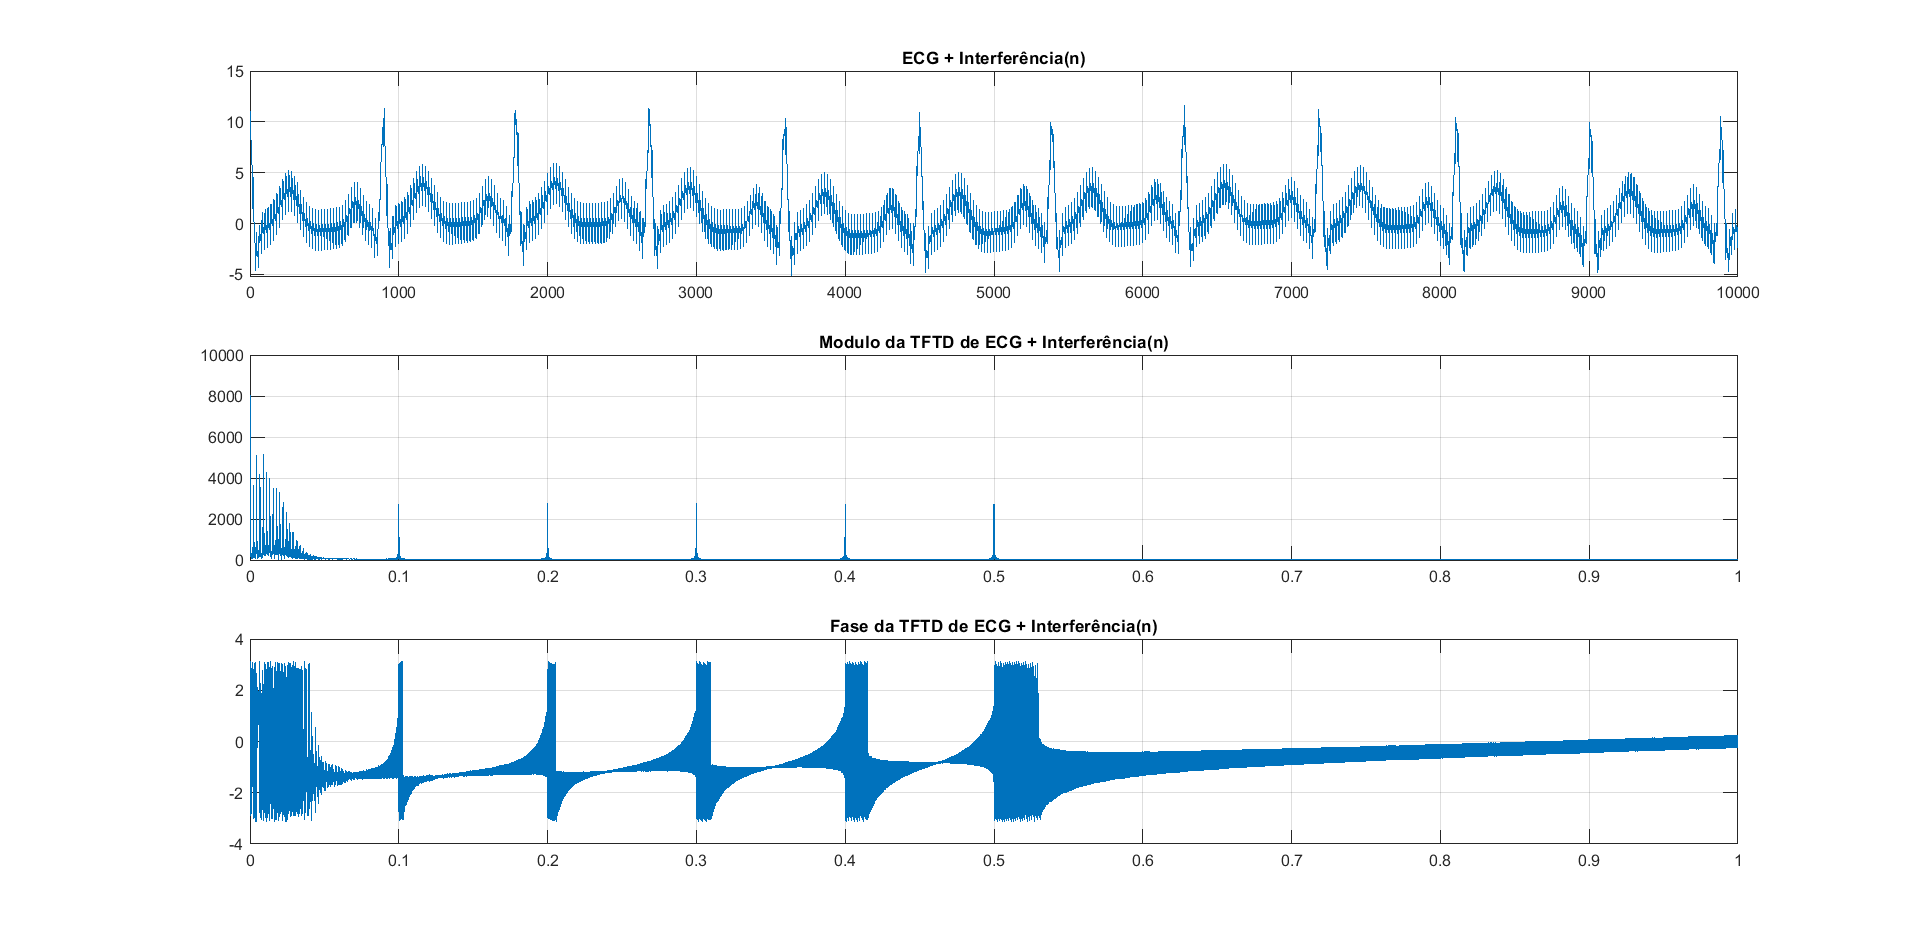 ECG + Interferência(n)
15
10
5
0
-5
0 1000 2000 3000 4000 5000 6000 7000 8000 9000 10000
Modulo da TFTD de ECG + Interferência(n)
10000
8000
6000
4000
2000
0
0 0.1 0.2 0.3 0.4 0.5 0.6 0.7 0.8 0.9 1
Fase da TFTD de ECG + Interferência(n)
4
2
0
-2
-4
0 0.1 0.2 0.3 0.4 0.5 0.6 0.7 0.8 0.9 1